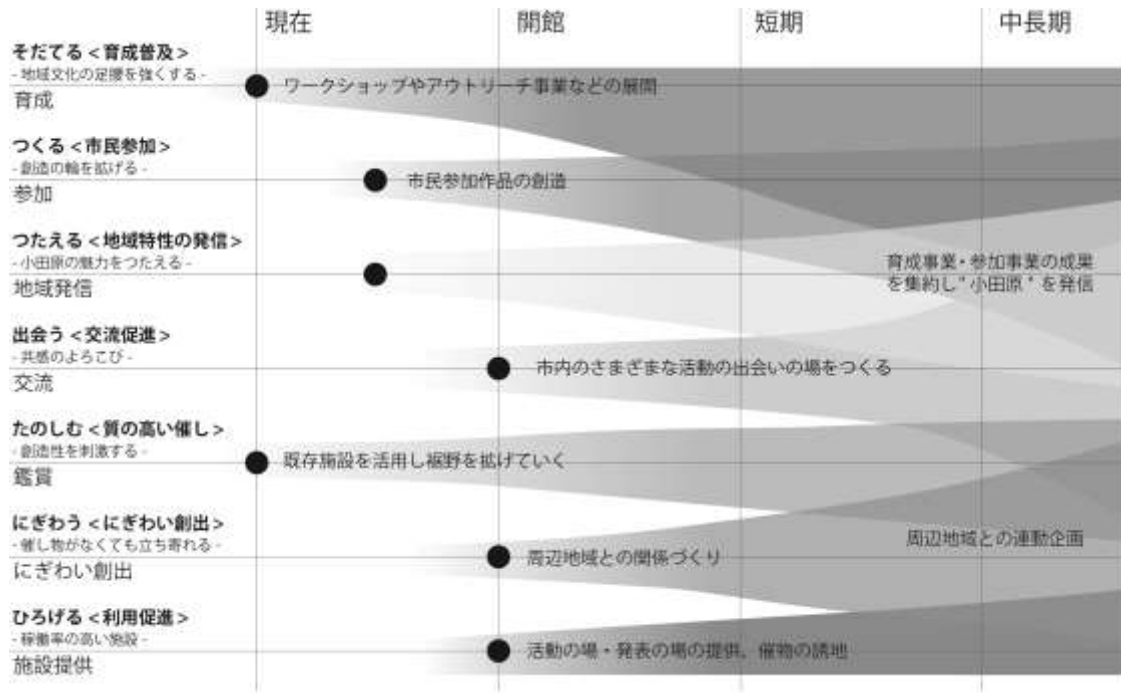 現在 開館 短期 中長期
そだてる＜育成普及＞
- 地域文化の足腰を強くする -
育成
ワークショップやアウトリーチ事業などの展開
つくる＜市民参加＞
- 創造の輪を拡げる -
参加
市民参加作品の創造
つたえる＜地域特性の発信＞
- 小田原の魅力をつたえる -
地域発信
育成事業・参加事業の成果
を集約し"小田原"を発信
出会う＜交流促進＞
- 共感のよろこび -
交流
市内のさまざまな活動の出会いの場をつくる
たのしむ＜質の高い催し＞
- 創造性を刺激する -
鑑賞
既存施設を活用し裾野を拡げていく
にぎわう＜にぎわい創出＞
- 催し物がなくても立ち寄れる -
にぎわい創出
周辺地域との関係づくり
周辺地域との連動企画
ひろげる＜利用促進＞
- 稼働率の高い施設 -
施設提供
活動の場・発表の場の提供、催物の誘地